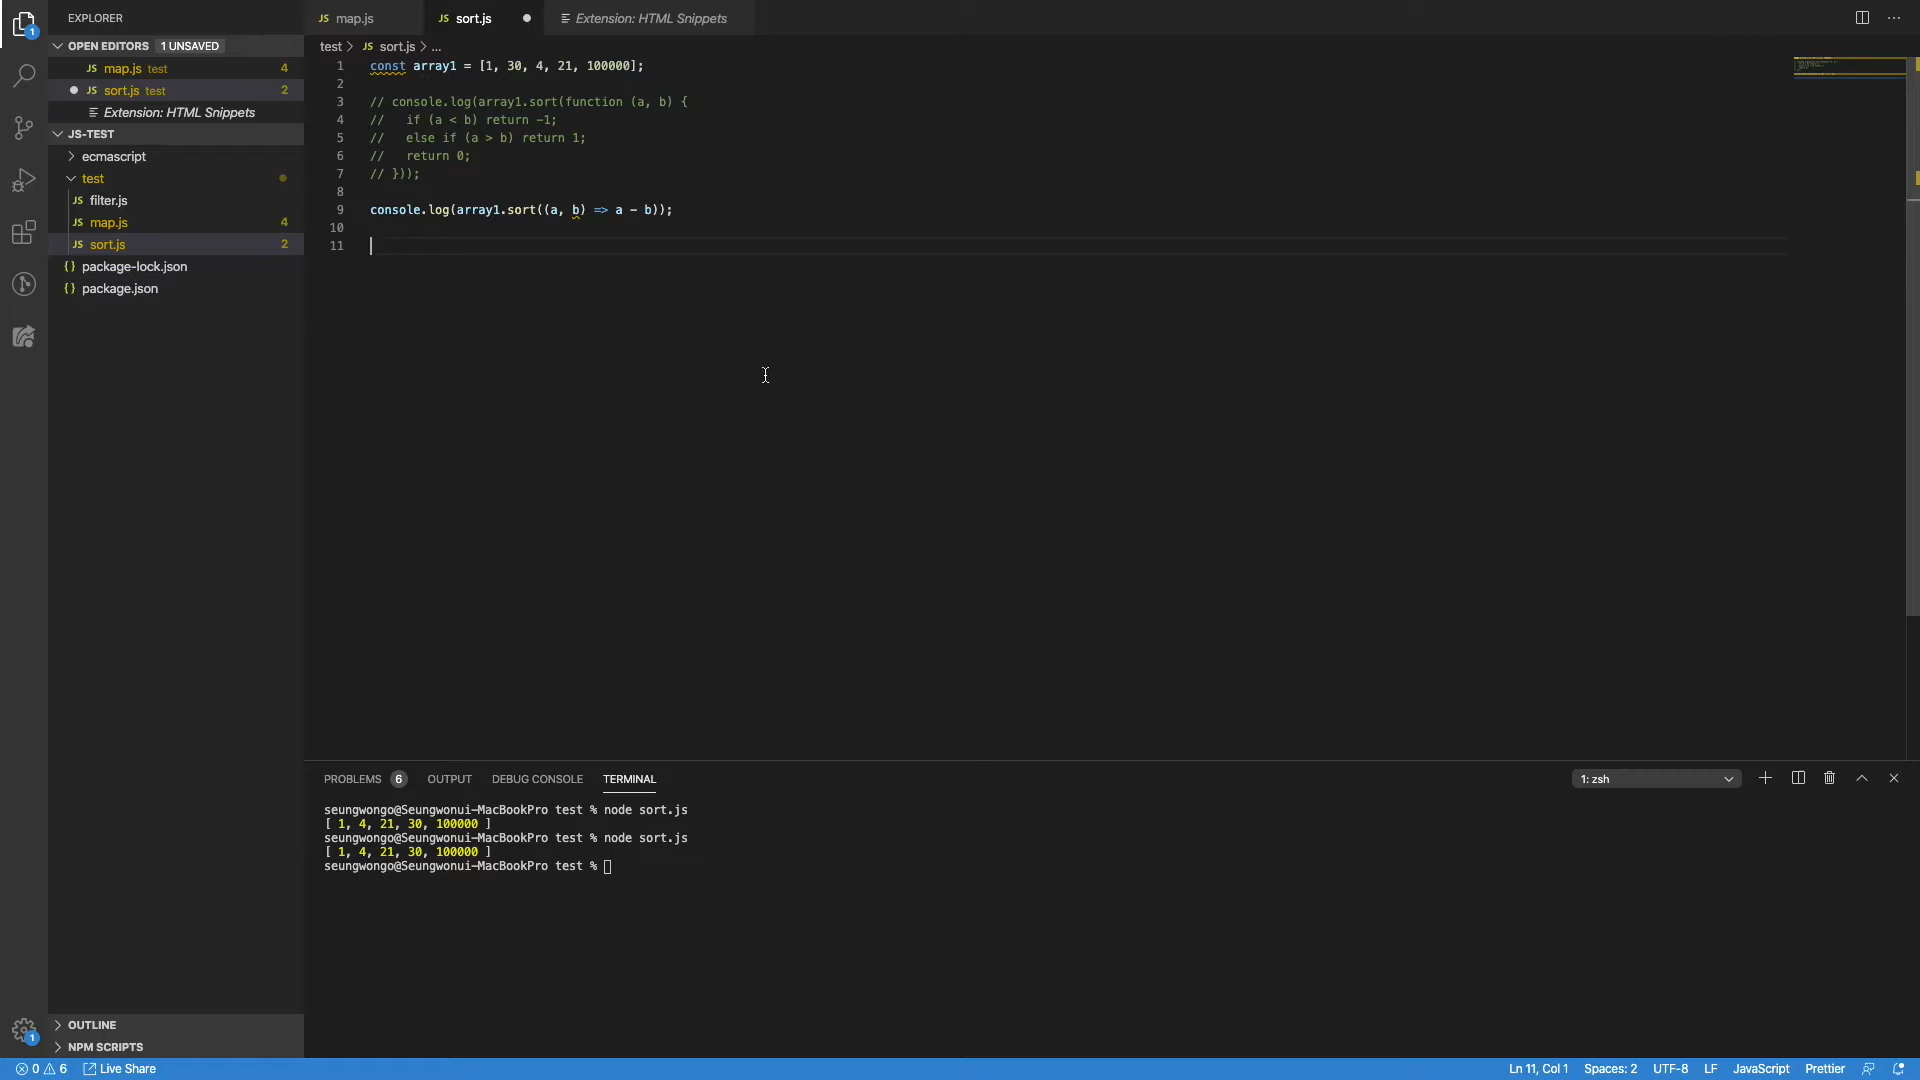 EXPLORER
OPEN EDITORS 1 UNSAVED
JS map.js test 4
JS sort.js test 2
Extension: HTML Snippets
JS-TEST
ecmascript
test
JS filter.js
JS map.js 4
JS sort.js 2
{} package-lock.json
{} package.json
OUTLINE
NPM SCRIPTS
1
1
JS map.js
JS sort.js
Extension: HTML Snippets
test > JS sort.js > ...
1 const array1 = [1, 30, 4, 21, 100000];
2
3 // console.log(array1.sort(function (a, b) {
4 //   if (a < b) return -1;
5 //   else if (a > b) return 1;
6 //   return 0;
7 // }));
8
9 console.log(array1.sort((a, b) => a - b));
10
11
PROBLEMS 6 OUTPUT DEBUG CONSOLE TERMINAL
1: zsh
seungwongo@Seungwonui-MacBookPro test % node sort.js
[ 1, 4, 21, 30, 100000 ]
seungwongo@Seungwonui-MacBookPro test % node sort.js
[ 1, 4, 21, 30, 100000 ]
seungwongo@Seungwonui-MacBookPro test %
0 6 Live Share
Ln 11, Col 1 Spaces: 2 UTF-8 LF JavaScript Prettier